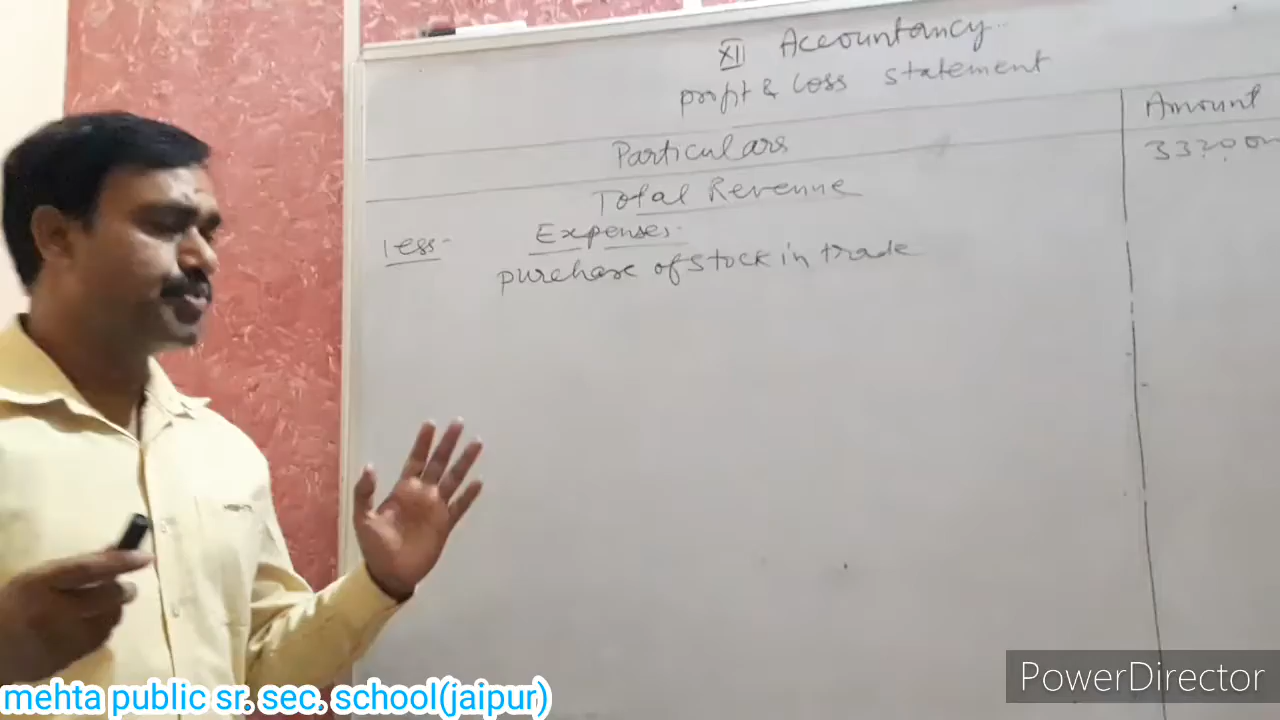 XII Accountancy..
profit & Loss Statement
Particulars Amount
Total Revenue
less- Expenses-
purchase of Stock in trade
PowerDirector
mehta public sr. sec. school(jaipur)